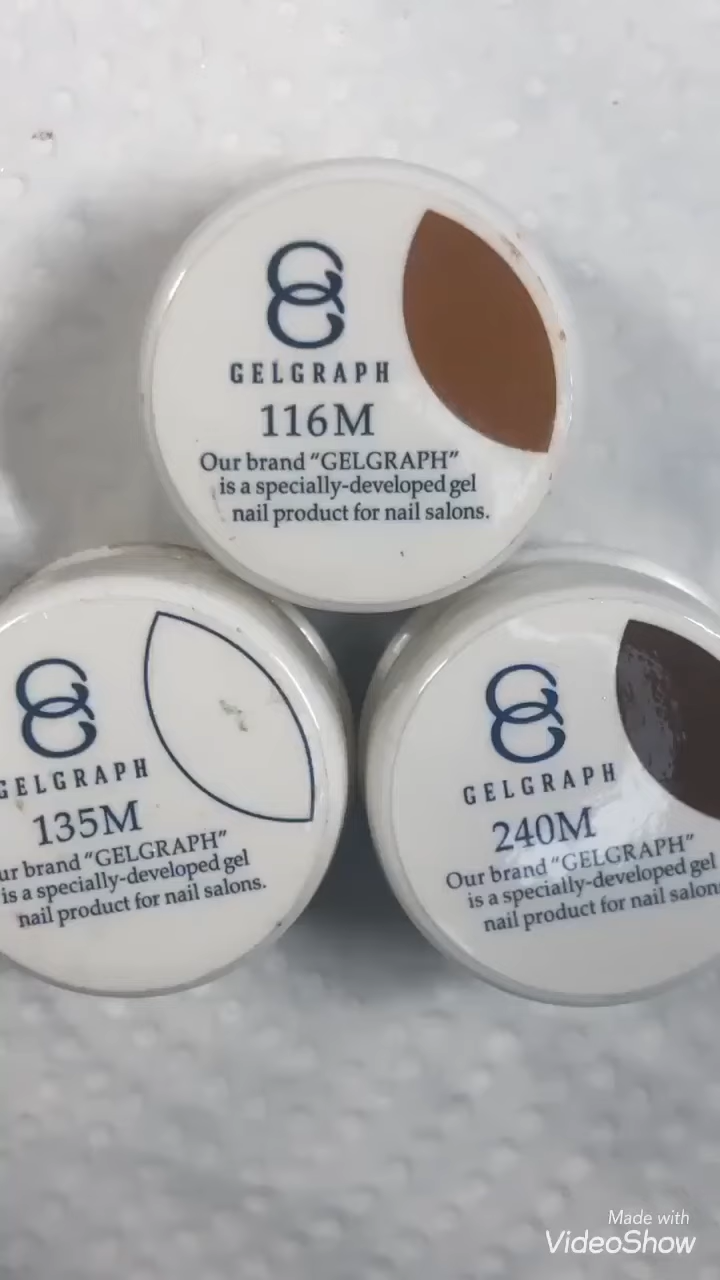 GELGRAPH
116M
Our brand "GELGRAPH"
is a specially-developed gel
nail product for nail salons.
GELGRAPH
135M
ur brand "GELGRAPH"
is a specially-developed gel
nail product for nail salons.
GELGRAPH
240M
Our brand "GELGRAPH"
is a specially-developed gel
nail product for nail salon
Made with
VideoShow